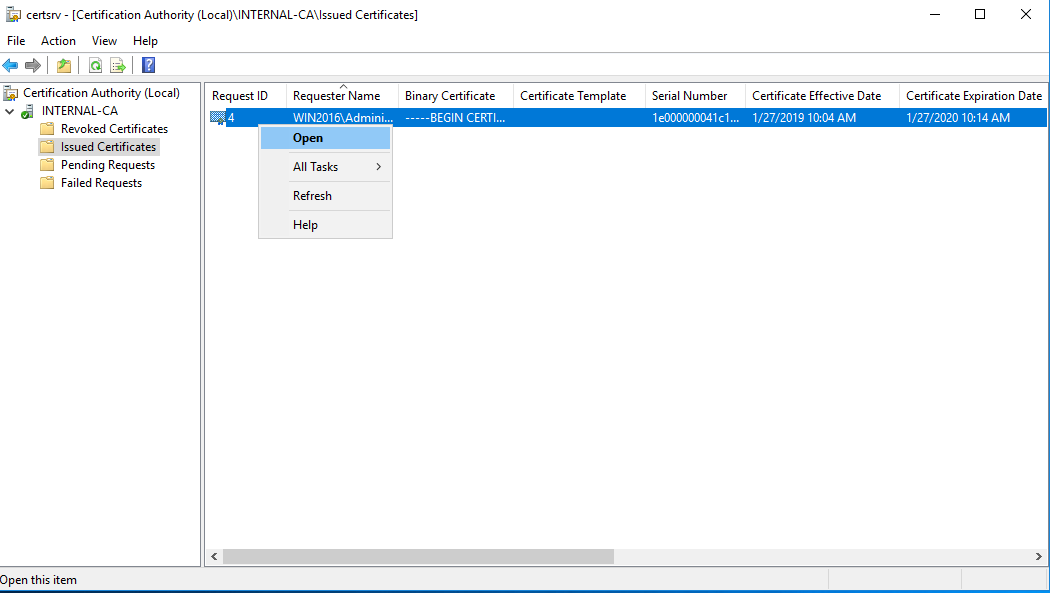 certsrv - [Certification Authority (Local)\INTERNAL-CA\Issued Certificates]
File Action View Help
Certification Authority (Local)
INTERNAL-CA
Revoked Certificates
Issued Certificates
Pending Requests
Failed Requests
Request ID Requester Name Binary Certificate Certificate Template Serial Number Certificate Effective Date Certificate Expiration Date
4 WIN2016\Admini... -----BEGIN CERTI... 1e000000041c1... 1/27/2019 10:04 AM 1/27/2020 10:14 AM
Open
All Tasks
Refresh
Help
Open this item